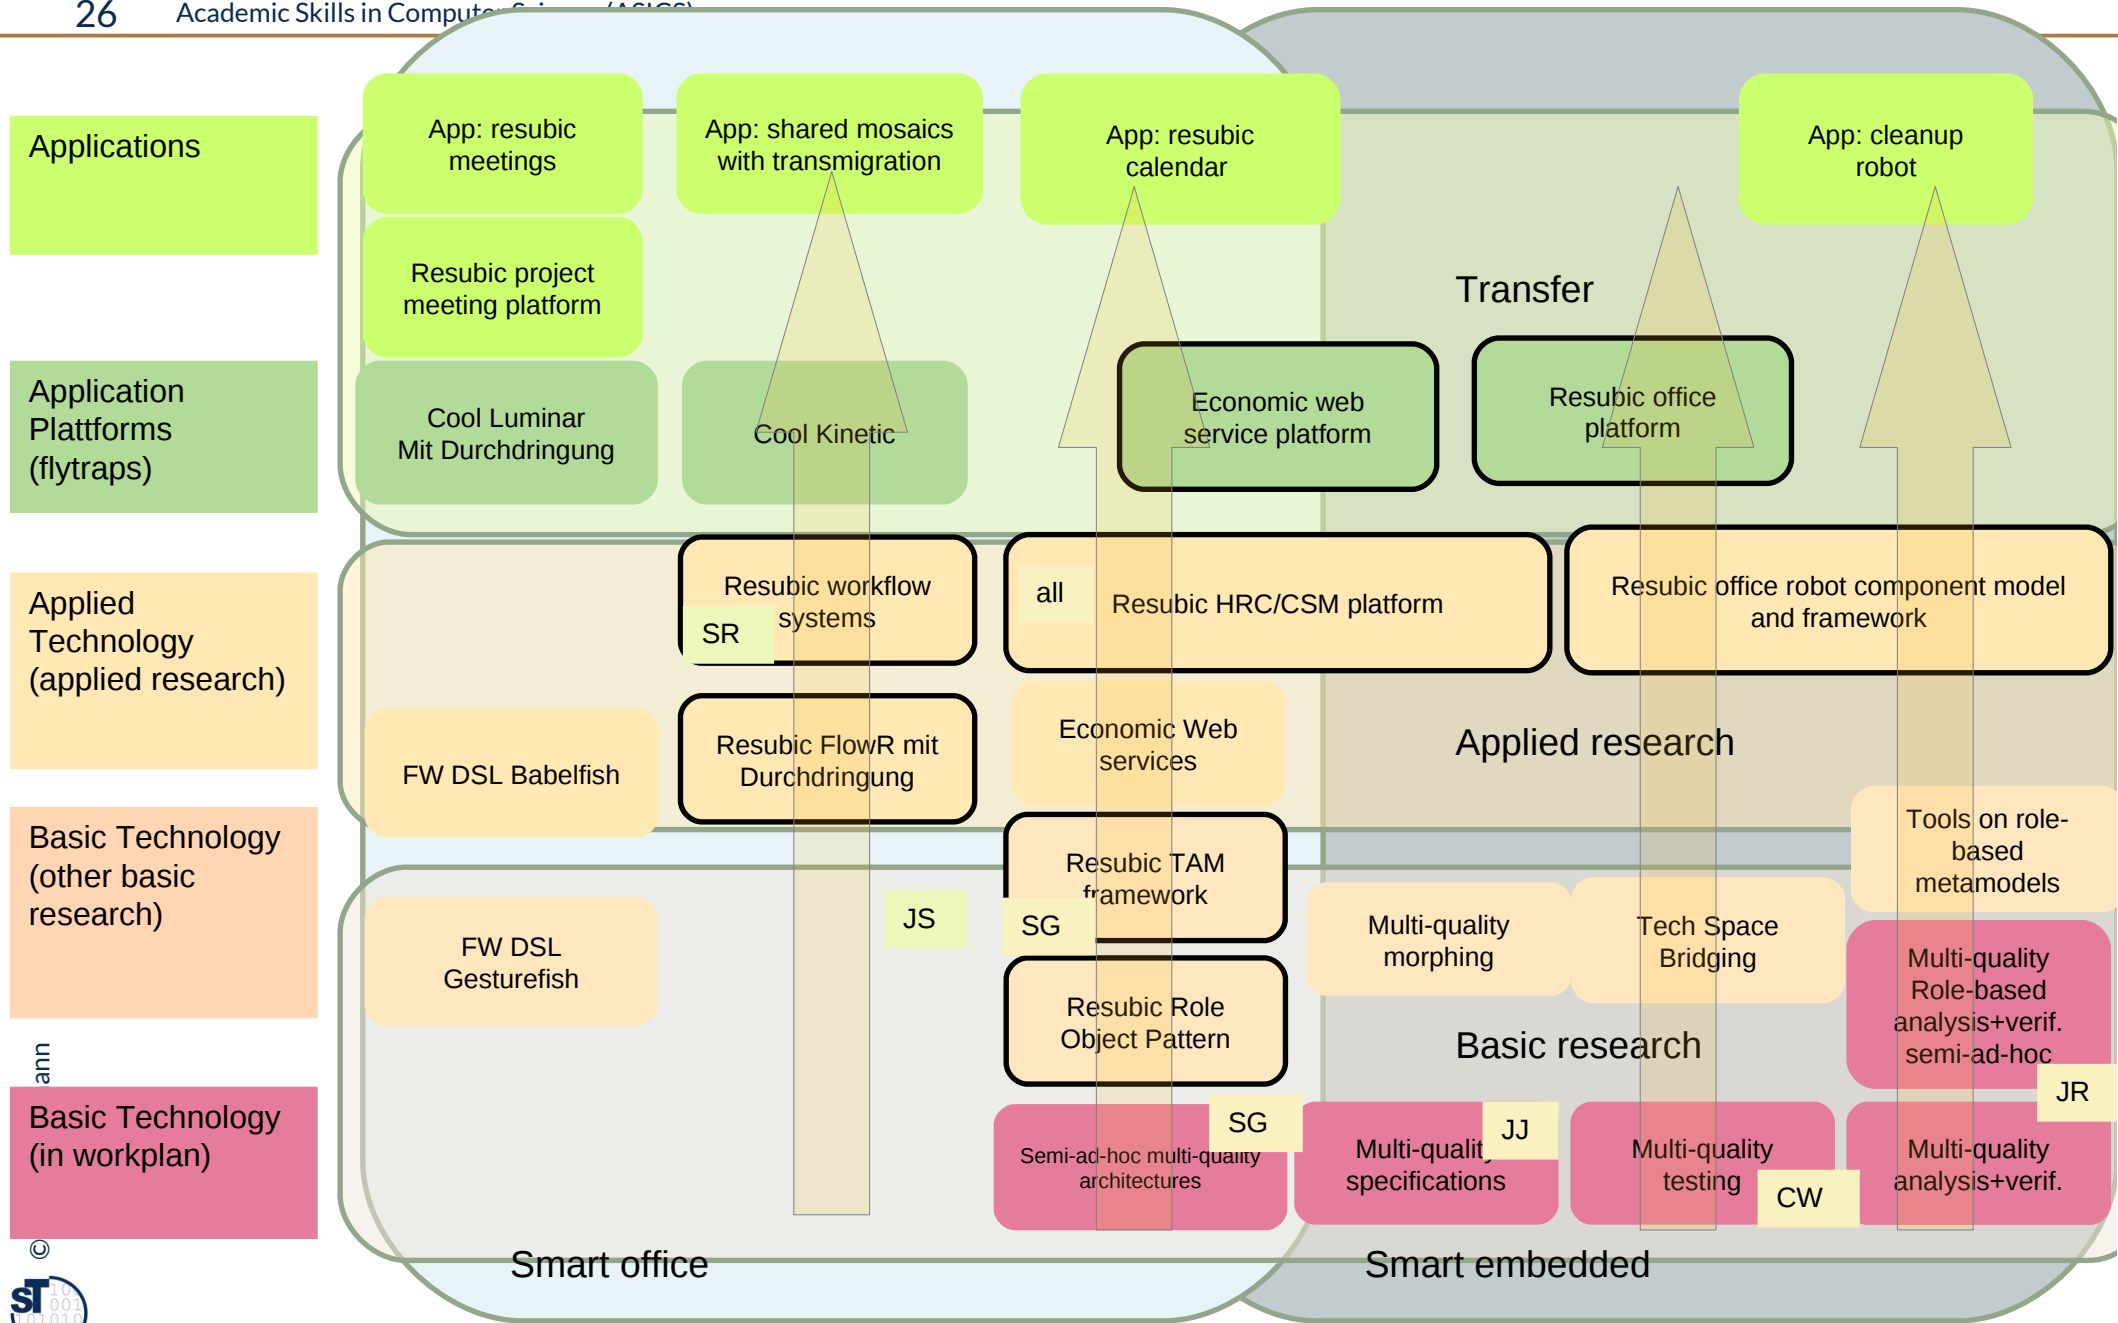 26
Academic Skills in Computer Science (ASICS)
Applications
App: resubic
meetings
App: shared mosaics
with transmigration
App: resubic
calendar
App: cleanup
robot
Resubic project
meeting platform
Transfer
Application
Plattforms
(flytraps)
Cool Luminar
Mit Durchdringung
Cool Kinetic
Economic web
service platform
Resubic office
platform
Applied
Technology
(applied research)
Resubic workflow
systems
SR
all
Resubic HRC/CSM platform
Resubic office robot component model
and framework
FW DSL Babelfish
Resubic FlowR mit
Durchdringung
Economic Web
services
Applied research
Basic Technology
(other basic
research)
Tools on role-
based
metamodels
Resubic TAM
framework
JS
SG
FW DSL
Gesturefish
Multi-quality
morphing
Tech Space
Bridging
Multi-quality
Role-based
analysis+verif.
semi-ad-hoc
Resubic Role
Object Pattern
Basic research
JR
Basic Technology
(in workplan)
SG
JJ
Semi-ad-hoc multi-quality
architectures
Multi-quality
specifications
Multi-quality
testing
CW
Multi-quality
analysis+verif.
Smart office
Smart embedded
©
ann
ST